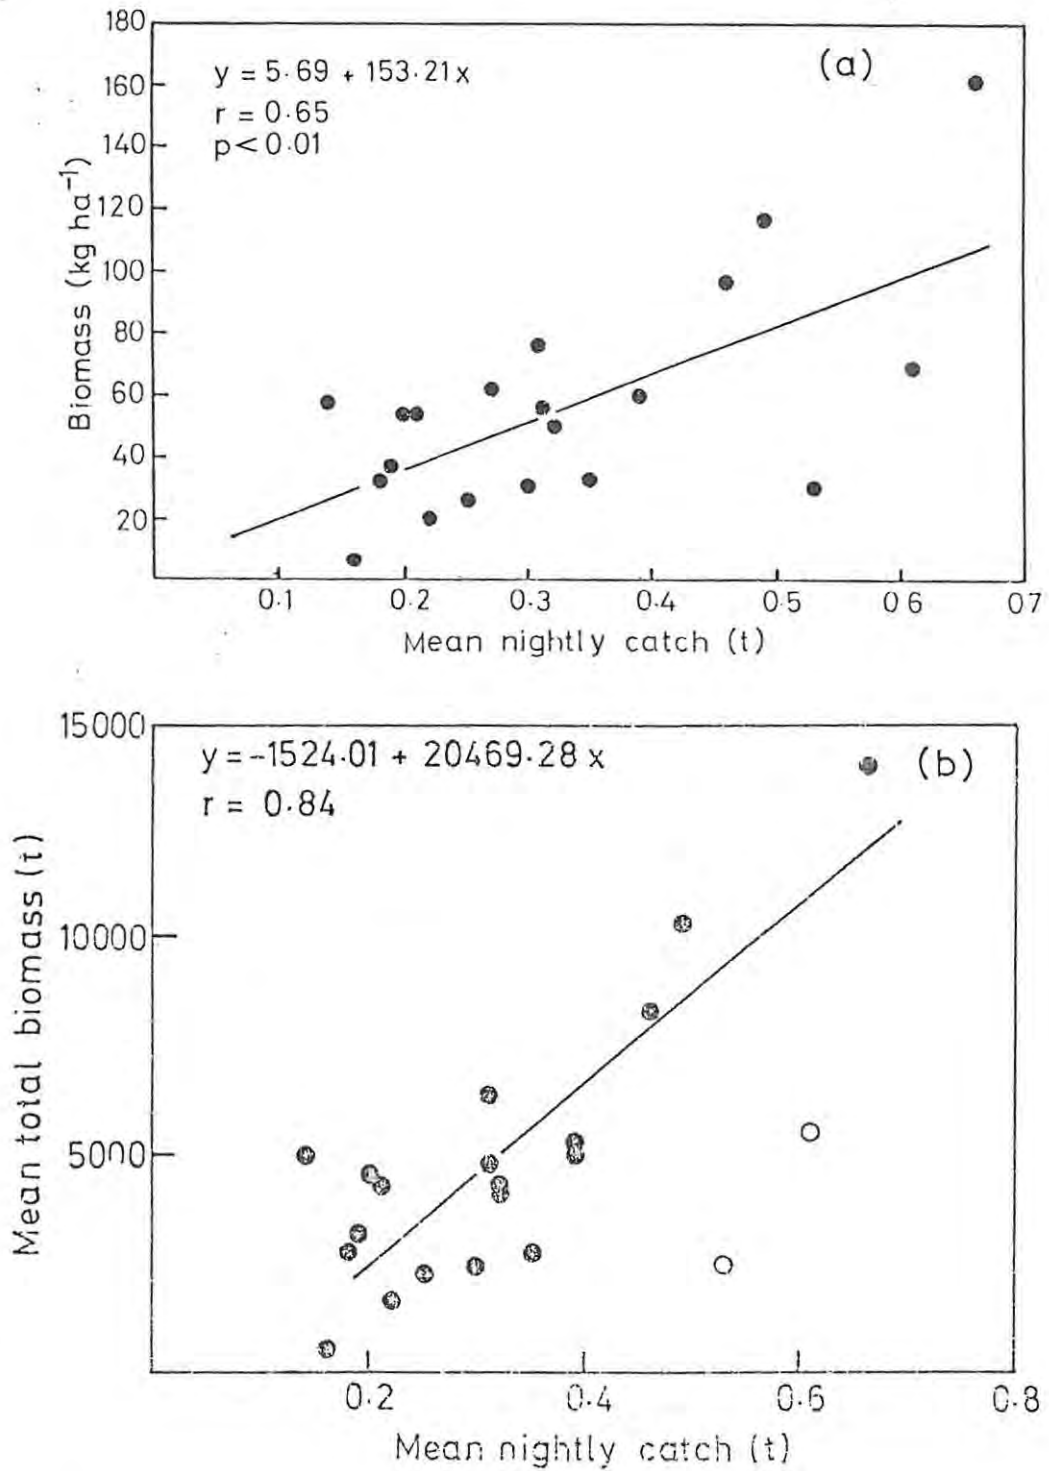 180
y = 5·69 + 153·21x
(a)
160
r = 0·65
140
p<0·01
120
100
80
60
40
20
Biomass (kg ha⁻¹)
0·1 0·2 0·3 0·4 0·5 0·6 0·7
Mean nightly catch (t)
15000
y = -1524·01 + 20469·28 x
(b)
r = 0·84
10000
5000
Mean total biomass (t)
0·2 0·4 0·6 0·8
Mean nightly catch (t)